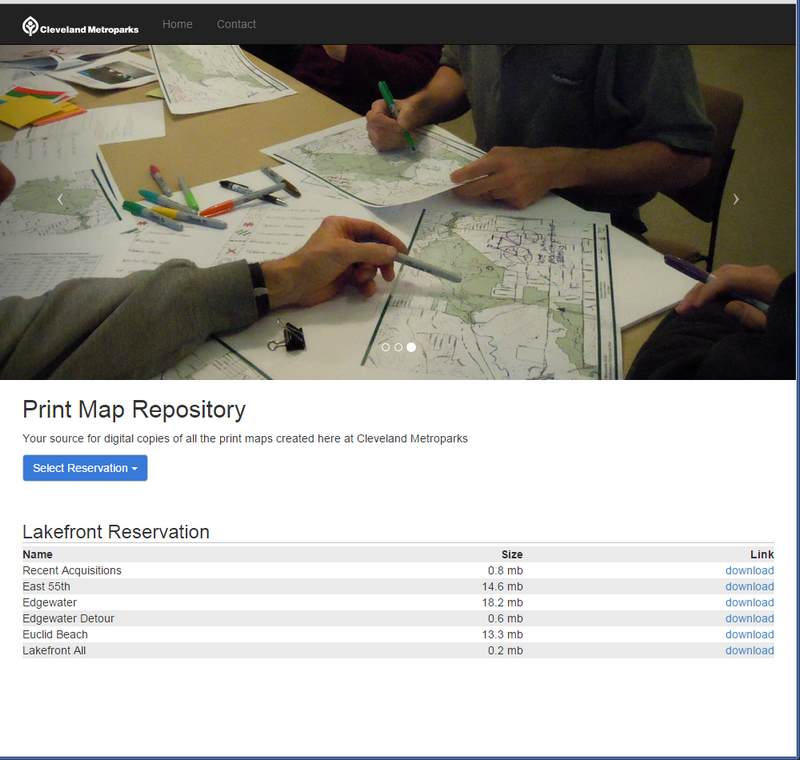 Cleveland Metroparks Home Contact
Print Map Repository
Your source for digital copies of all the print maps created here at Cleveland Metroparks
Select Reservation
Lakefront Reservation
Name Size Link
Recent Acquisitions 0.8 mb download
East 55th 14.6 mb download
Edgewater 18.2 mb download
Edgewater Detour 0.6 mb download
Euclid Beach 13.3 mb download
Lakefront All 0.2 mb download